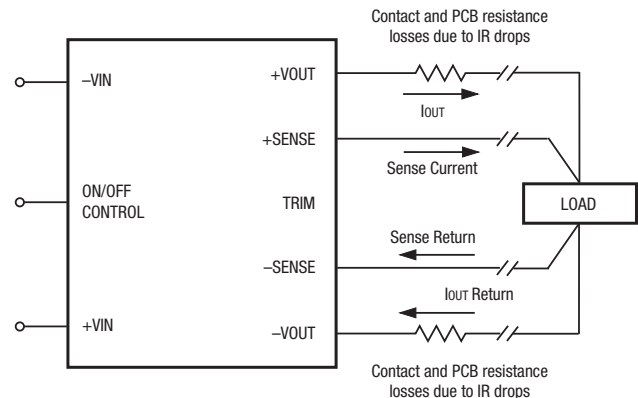 Contact and PCB resistance
losses due to IR drops
–VIN
+VOUT
IOUT
+SENSE
Sense Current
ON/OFF
CONTROL
TRIM
LOAD
Sense Return
–SENSE
IOUT Return
+VIN
–VOUT
Contact and PCB resistance
losses due to IR drops